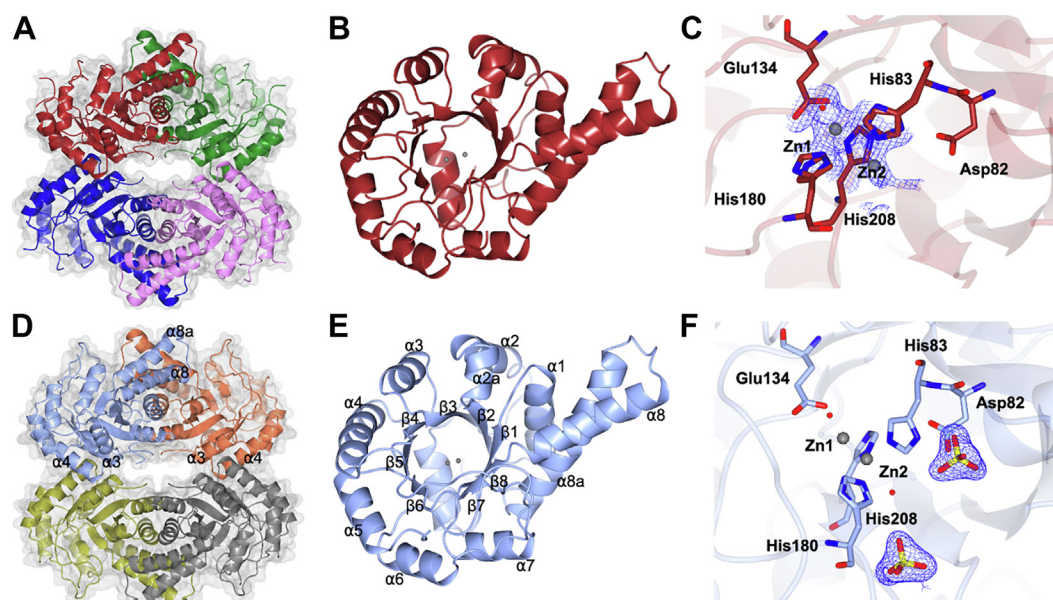 A
B
C
Glu134
His83
Zn1
Zn2
Asp82
His180
His208
D
α8a
α8
α4
α3
α3
α4
E
α3
α2
α1
α2a
α4
β3
β2
α8
β4
β1
β5
β8
α8a
β6
β7
α5
α6
α7
F
His83
Glu134
Asp82
Zn1
Zn2
His208
His180